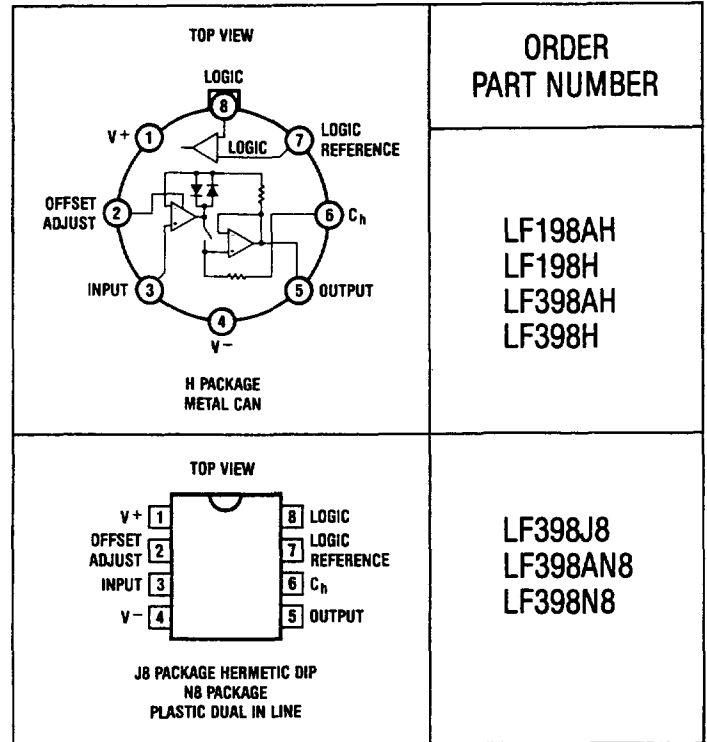 TOP VIEW
LOGIC
8
V+ 1
LOGIC
7 LOGIC
REFERENCE
OFFSET
ADJUST 2
6 Ch
INPUT 3
5 OUTPUT
4
V−
H PACKAGE
METAL CAN
ORDER
PART NUMBER
LF198AH
LF198H
LF398AH
LF398H
TOP VIEW
V+ 1
8 LOGIC
OFFSET
ADJUST 2
7 LOGIC
REFERENCE
INPUT 3
6 Ch
V− 4
5 OUTPUT
J8 PACKAGE HERMETIC DIP
N8 PACKAGE
PLASTIC DUAL IN LINE
LF398J8
LF398AN8
LF398N8